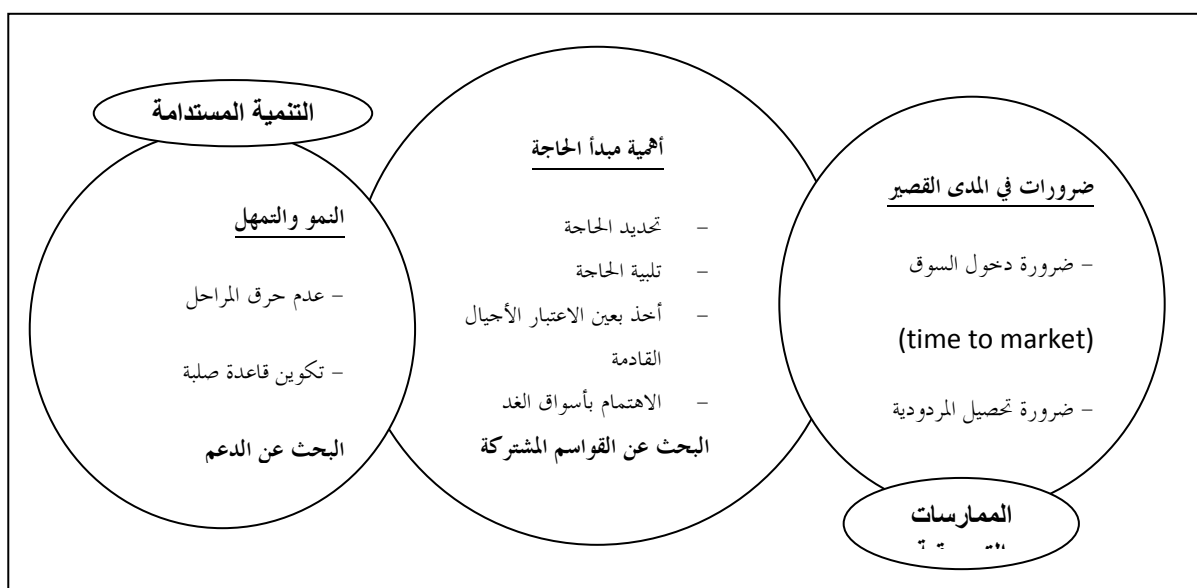 التنمية المستدامة
النمو والتمهل
– عدم حرق المراحل
– تكوين قاعدة صلبة
البحث عن الدعم
أهمية مبدأ الحاجة
– تحديد الحاجة
– تلبية الحاجة
– أخذ بعين الاعتبار الأجيال
القادمة
– الاهتمام بأسواق الغد
البحث عن القواسم المشتركة
ضرورات في المدى القصير
– ضرورة دخول السوق
(time to market)
– ضرورة تحصيل المردودية
الممارسات